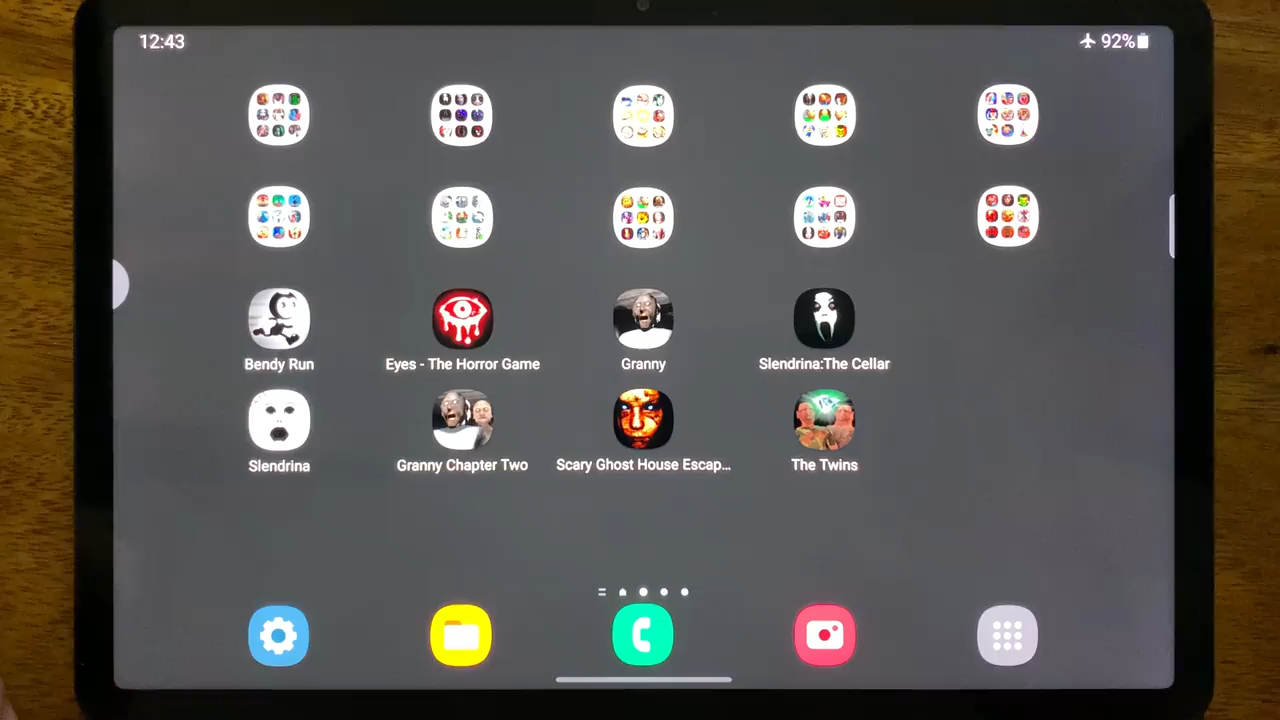 12:43
92%
Bendy Run
Eyes - The Horror Game
Granny
Slendrina:The Cellar
Slendrina
Granny Chapter Two
Scary Ghost House Escap...
The Twins